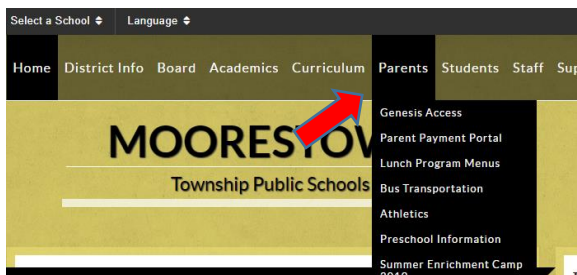 Select a School Language
Home District Info Board Academics Curriculum Parents Students Staff
Genesis Access
Parent Payment Portal
Lunch Program Menus
Bus Transportation
Athletics
Preschool Information
Summer Enrichment Camp
Township Public Schools